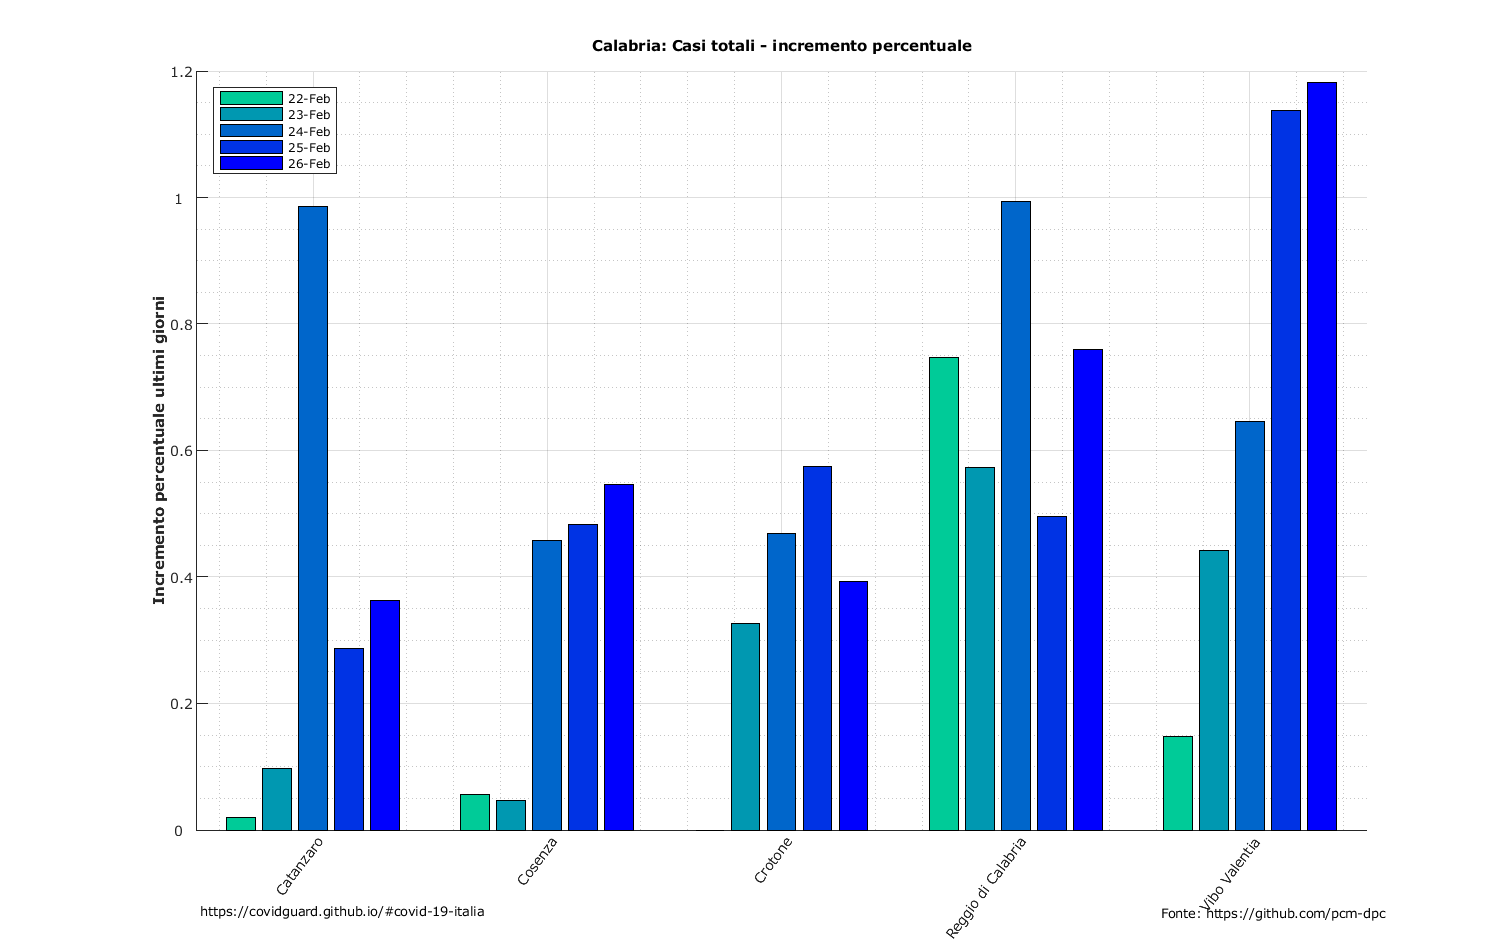 Calabria: Casi totali - incremento percentuale
1.2
1
0.8
0.6
0.4
0.2
0
Incremento percentuale ultimi giorni
22-Feb
23-Feb
24-Feb
25-Feb
26-Feb
Catanzaro
Cosenza
Crotone
Reggio di Calabria
Vibo Valentia
https://covidguard.github.io/#covid-19-italia
Fonte: https://github.com/pcm-dpc